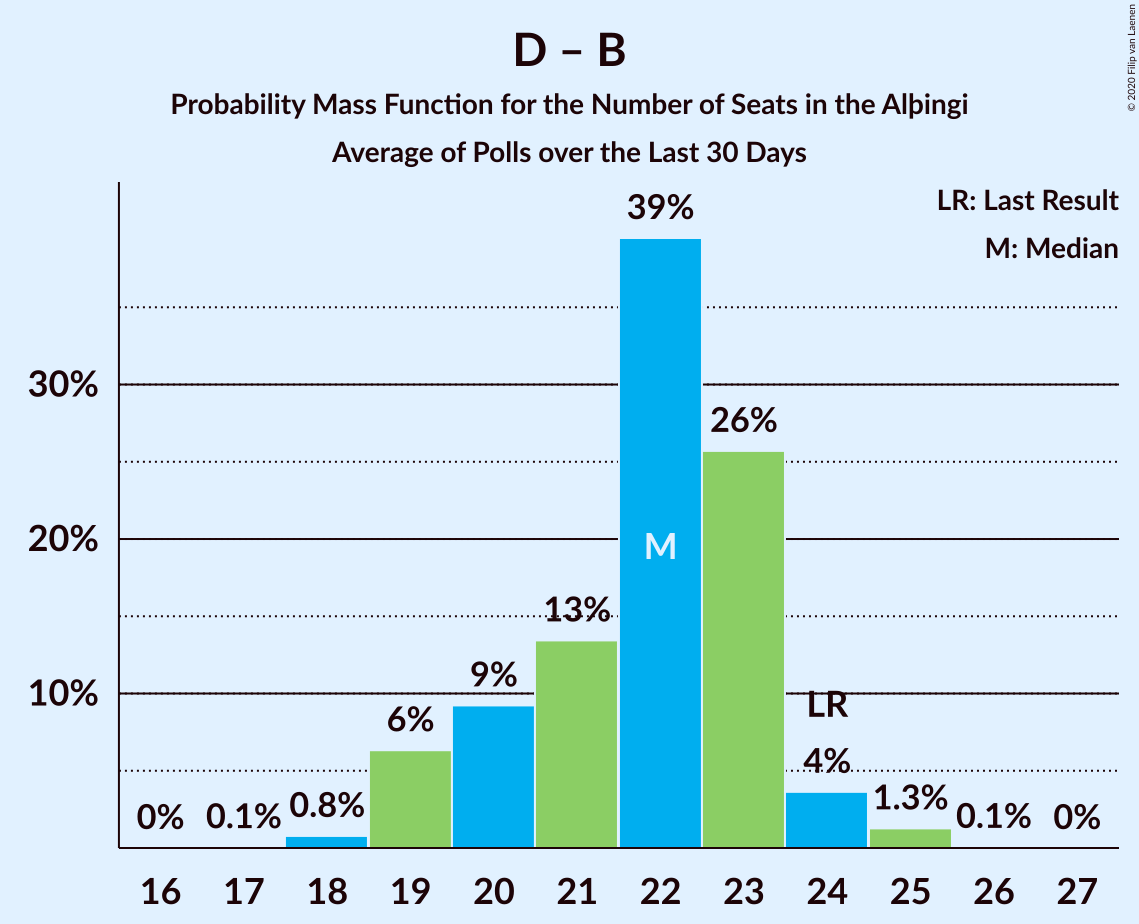 D – B
Probability Mass Function for the Number of Seats in the Alþingi
Average of Polls over the Last 30 Days
© 2020 Filip van Laenen
LR: Last Result
M: Median
39%
30%
26%
20%
M
13%
9%
10%
LR
6%
4%
0%
0.1%
0.8%
1.3%
0.1%
0%
16 17 18 19 20 21 22 23 24 25 26 27